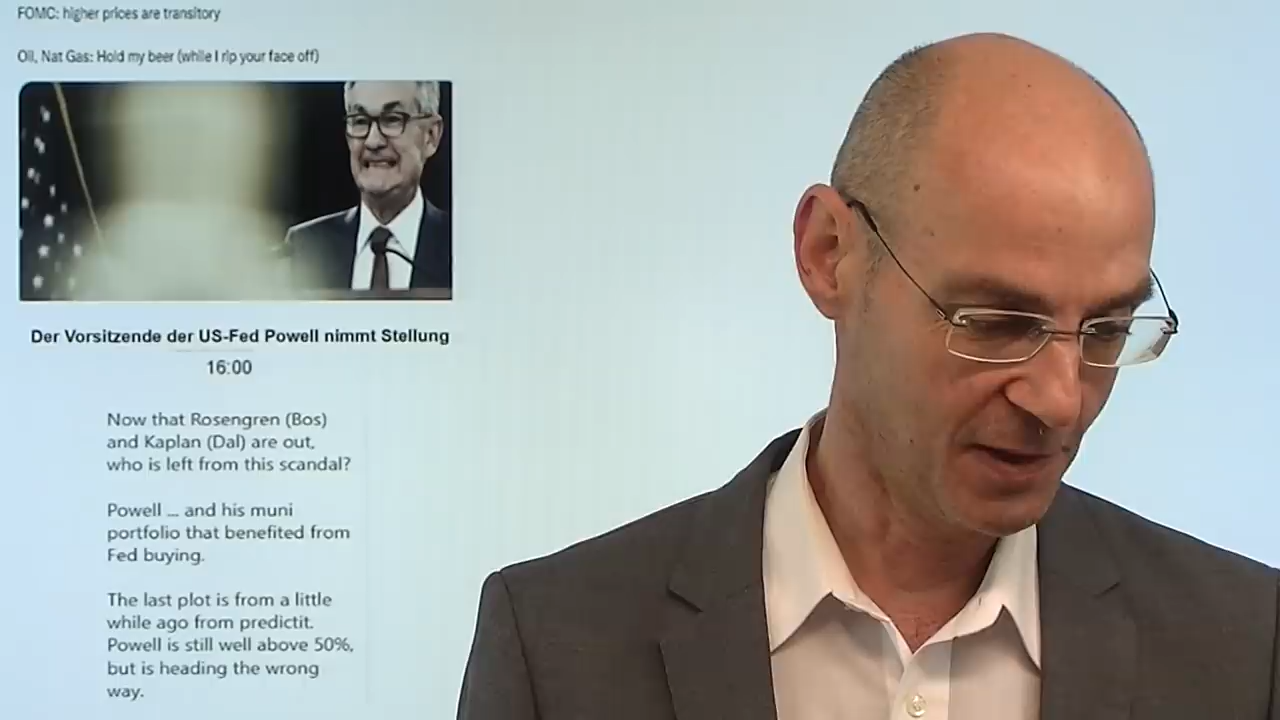 FOMC: higher prices are transitory
Oil, Nat Gas: Hold my beer (while I rip your face off)
Der Vorsitzende der US-Fed Powell nimmt Stellung
16:00
Now that Rosengren (Bos)
and Kaplan (Dal) are out,
who is left from this scandal?
Powell ... and his muni
portfolio that benefited from
Fed buying.
The last plot is from a little
while ago from predictit.
Powell is still well above 50%,
but is heading the wrong
way.